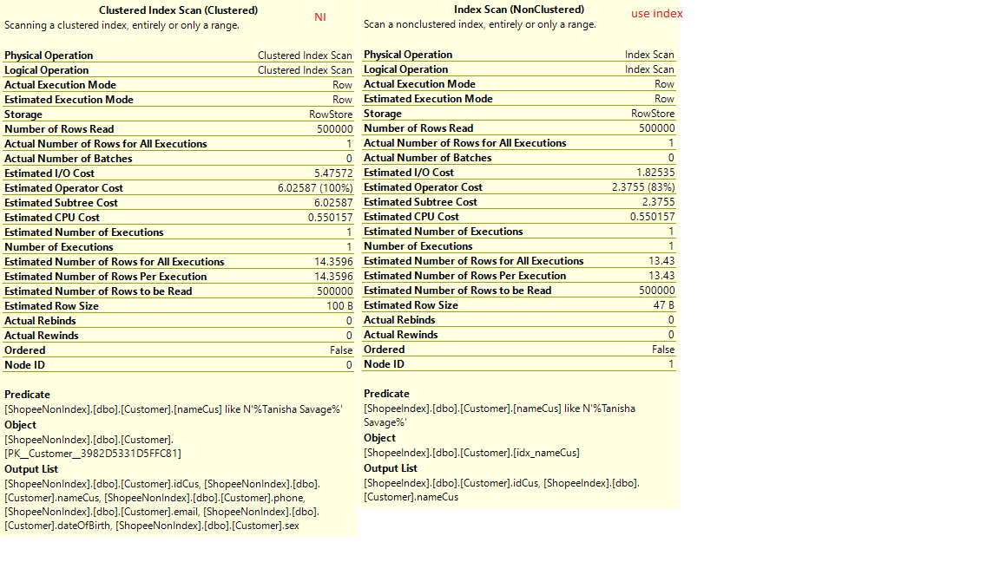 Clustered Index Scan (Clustered)
NI
Scanning a clustered index, entirely or only a range.
Physical Operation Clustered Index Scan
Logical Operation Clustered Index Scan
Actual Execution Mode Row
Estimated Execution Mode Row
Storage RowStore
Number of Rows Read 500000
Actual Number of Rows for All Executions 1
Actual Number of Batches 0
Estimated I/O Cost 5.47572
Estimated Operator Cost 6.02587 (100%)
Estimated Subtree Cost 6.02587
Estimated CPU Cost 0.550157
Estimated Number of Executions 1
Number of Executions 1
Estimated Number of Rows for All Executions 14.3596
Estimated Number of Rows Per Execution 14.3596
Estimated Number of Rows to be Read 500000
Estimated Row Size 100 B
Actual Rebinds 0
Actual Rewinds 0
Ordered False
Node ID 0
Predicate
[ShopeeNonIndex].[dbo].[Customer].[nameCus] like N'%Tanisha Savage%'
Object
[ShopeeNonIndex].[dbo].[Customer].
[PK__Customer__3982D5331D5FFC81]
Output List
[ShopeeNonIndex].[dbo].[Customer].idCus, [ShopeeNonIndex].[dbo].
[Customer].nameCus, [ShopeeNonIndex].[dbo].[Customer].phone,
[ShopeeNonIndex].[dbo].[Customer].email, [ShopeeNonIndex].[dbo].
[Customer].dateOfBirth, [ShopeeNonIndex].[dbo].[Customer].sex
Index Scan (NonClustered)
use index
Scan a nonclustered index, entirely or only a range.
Physical Operation Index Scan
Logical Operation Index Scan
Actual Execution Mode Row
Estimated Execution Mode Row
Storage RowStore
Number of Rows Read 500000
Actual Number of Rows for All Executions 1
Actual Number of Batches 0
Estimated I/O Cost 1.82535
Estimated Operator Cost 2.3755 (83%)
Estimated Subtree Cost 2.3755
Estimated CPU Cost 0.550157
Estimated Number of Executions 1
Number of Executions 1
Estimated Number of Rows for All Executions 13.43
Estimated Number of Rows Per Execution 13.43
Estimated Number of Rows to be Read 500000
Estimated Row Size 47 B
Actual Rebinds 0
Actual Rewinds 0
Ordered False
Node ID 1
Predicate
[ShopeeIndex].[dbo].[Customer].[nameCus] like N'%Tanisha
Savage%'
Object
[ShopeeIndex].[dbo].[Customer].[idx_nameCus]
Output List
[ShopeeIndex].[dbo].[Customer].idCus, [ShopeeIndex].[dbo].
[Customer].nameCus